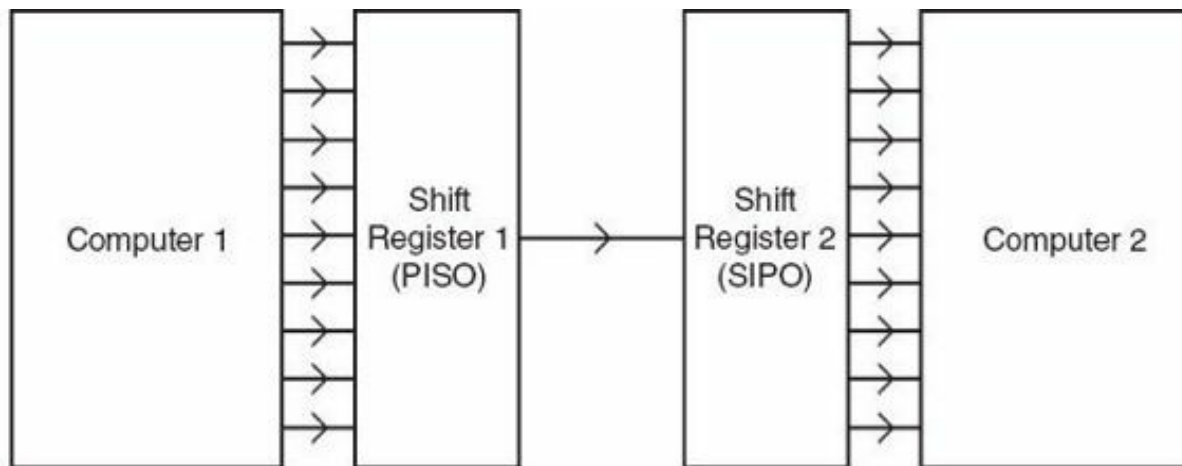 Computer 1
Shift
Register 1
(PISO)
Shift
Register 2
(SIPO)
Computer 2